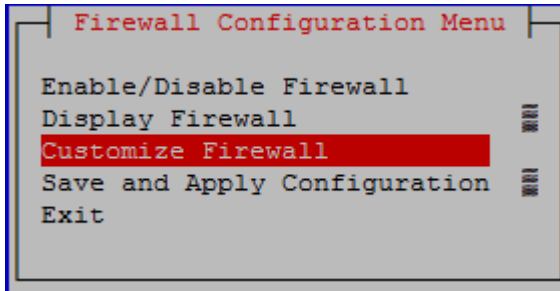 Firewall Configuration Menu
Enable/Disable Firewall
Display Firewall
Customize Firewall
Save and Apply Configuration
Exit